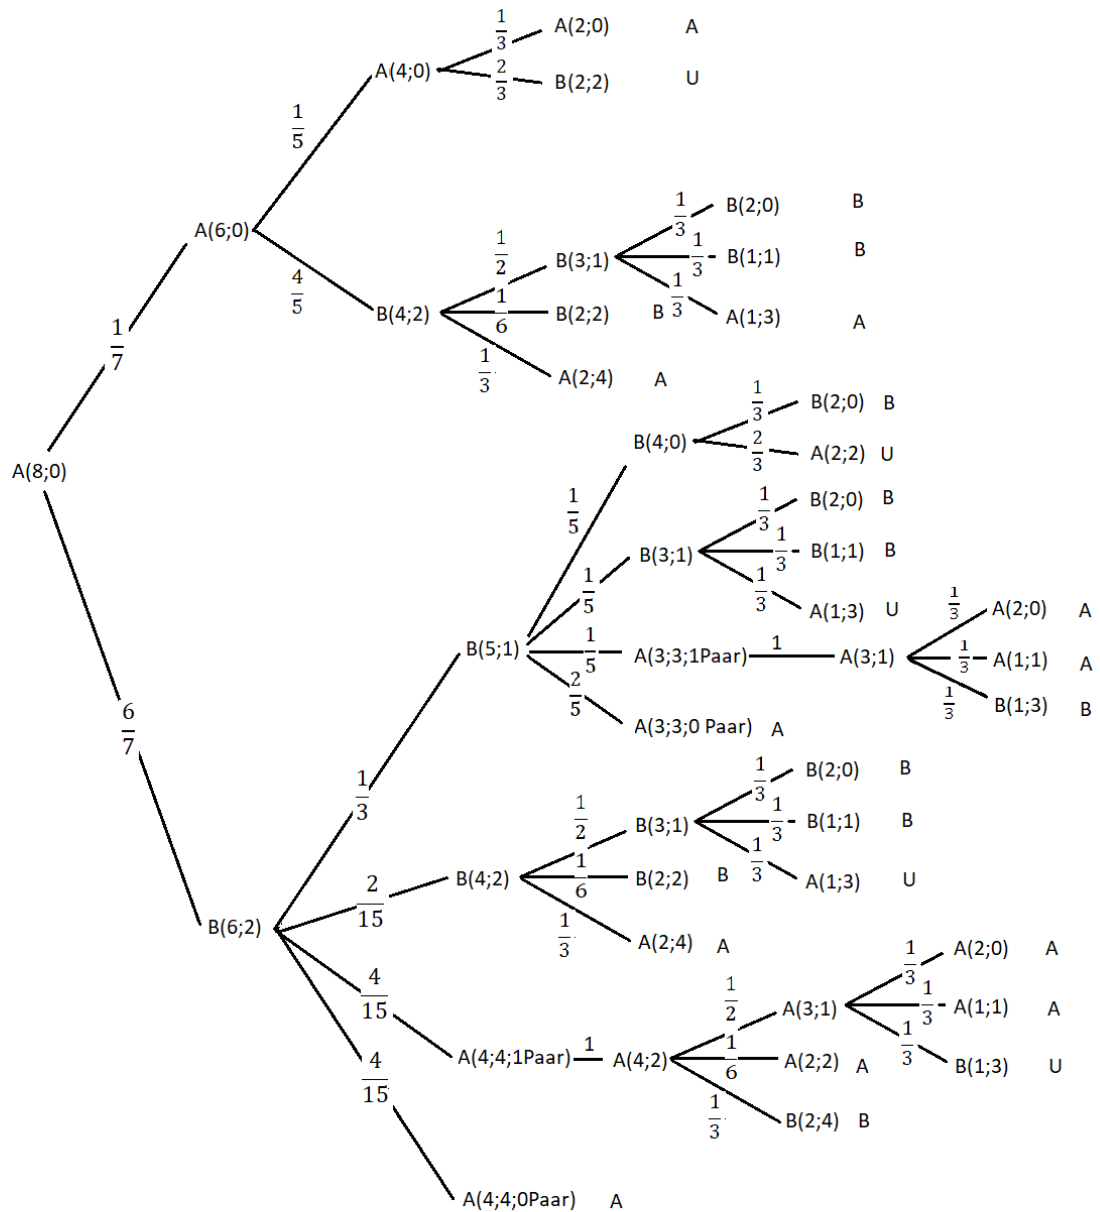 1/3 A(2;0) A
A(4;0) 2/3 B(2;2) U
1/5
A(6;0)
4/5
1/3 B(2;0) B
1/2 B(3;1) 1/3 B(1;1) B
B(4;2) 1/6 B(2;2) B 1/3 A(1;3) A
1/3 A(2;4) A
1/7
A(8;0)
6/7
1/3 B(2;0) B
B(4;0) 2/3 A(2;2) U
1/5
1/3 B(2;0) B
1/5 B(3;1) 1/3 B(1;1) B
1/3 A(1;3) U
1/3 A(2;0) A
B(5;1) 1/5 A(3;3;1Paar) 1 A(3;1) 1/3 A(1;1) A
1/3 B(1;3) B
2/5 A(3;3;0 Paar) A
1/3
1/3 B(2;0) B
1/2 B(3;1) 1/3 B(1;1) B
1/3 A(1;3) U
2/15 B(4;2) 1/6 B(2;2) B
1/3 A(2;4) A
B(6;2)
1/3 A(2;0) A
1/2 A(3;1) 1/3 A(1;1) A
1/3 B(1;3) U
4/15 A(4;4;1Paar) 1 A(4;2) 1/6 A(2;2) A
1/3 B(2;4) B
4/15
A(4;4;0Paar) A